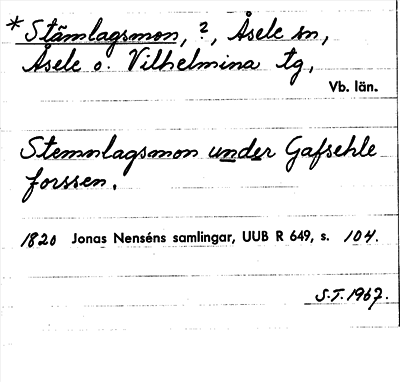 * Stämlagsmon, ?, Åsele sn,
Åsele o. Vilhelmina tg,
Vb. län.
Stemnlagsmon under Gafsehle
forssen.
1820 Jonas Nenséns samlingar, UUB R 649, s. 104.
S.T. 1967.